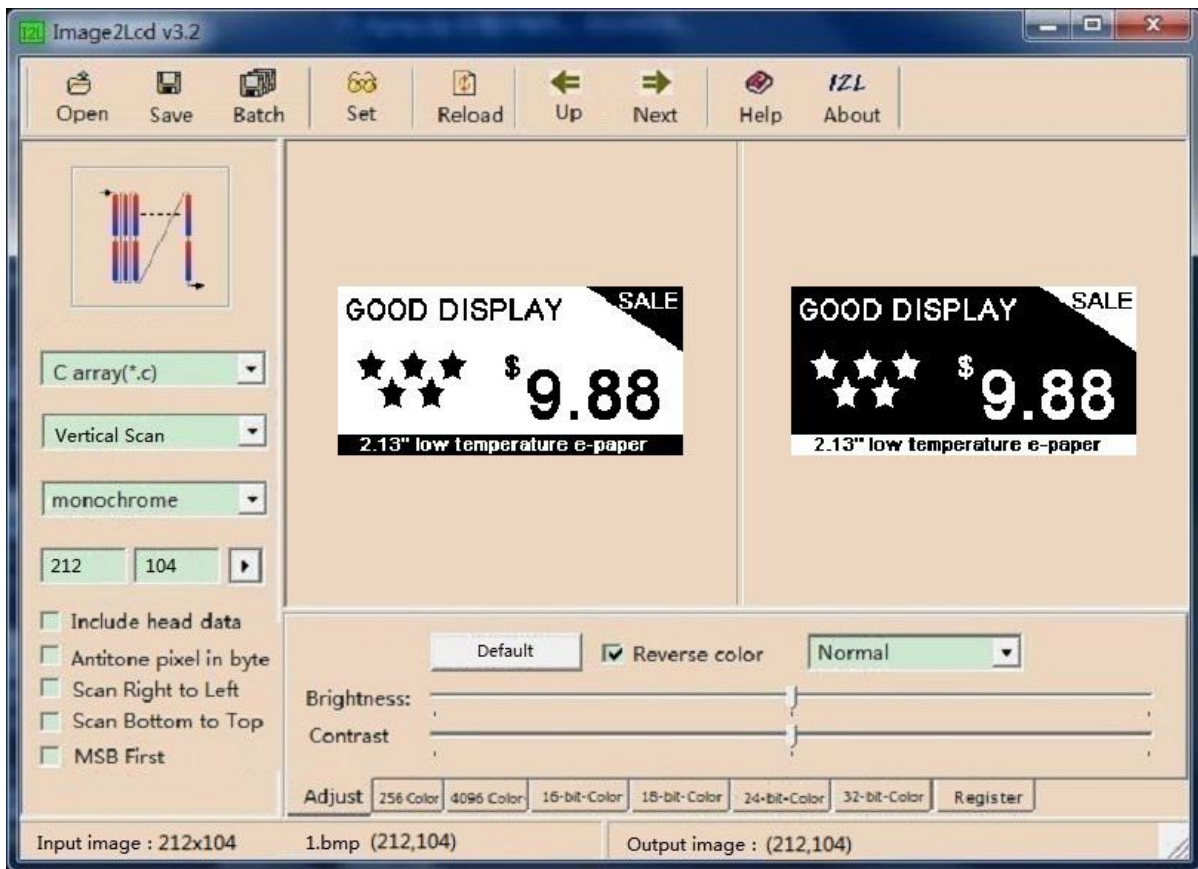 I2L Image2Lcd v3.2
Open Save Batch Set Reload Up Next Help I2L About
C array(*.c)
Vertical Scan
monochrome
212 104
Include head data
Antitone pixel in byte
Scan Right to Left
Scan Bottom to Top
MSB First
GOOD DISPLAY SALE
$9.88
2.13" low temperature e-paper
GOOD DISPLAY SALE
$9.88
2.13" low temperature e-paper
Default Reverse color Normal
Brightness:
Contrast
Adjust 256 Color 4096 Color 16-bit-Color 18-bit-Color 24-bit-Color 32-bit-Color Register
Input image : 212x104 1.bmp (212,104) Output image : (212,104)